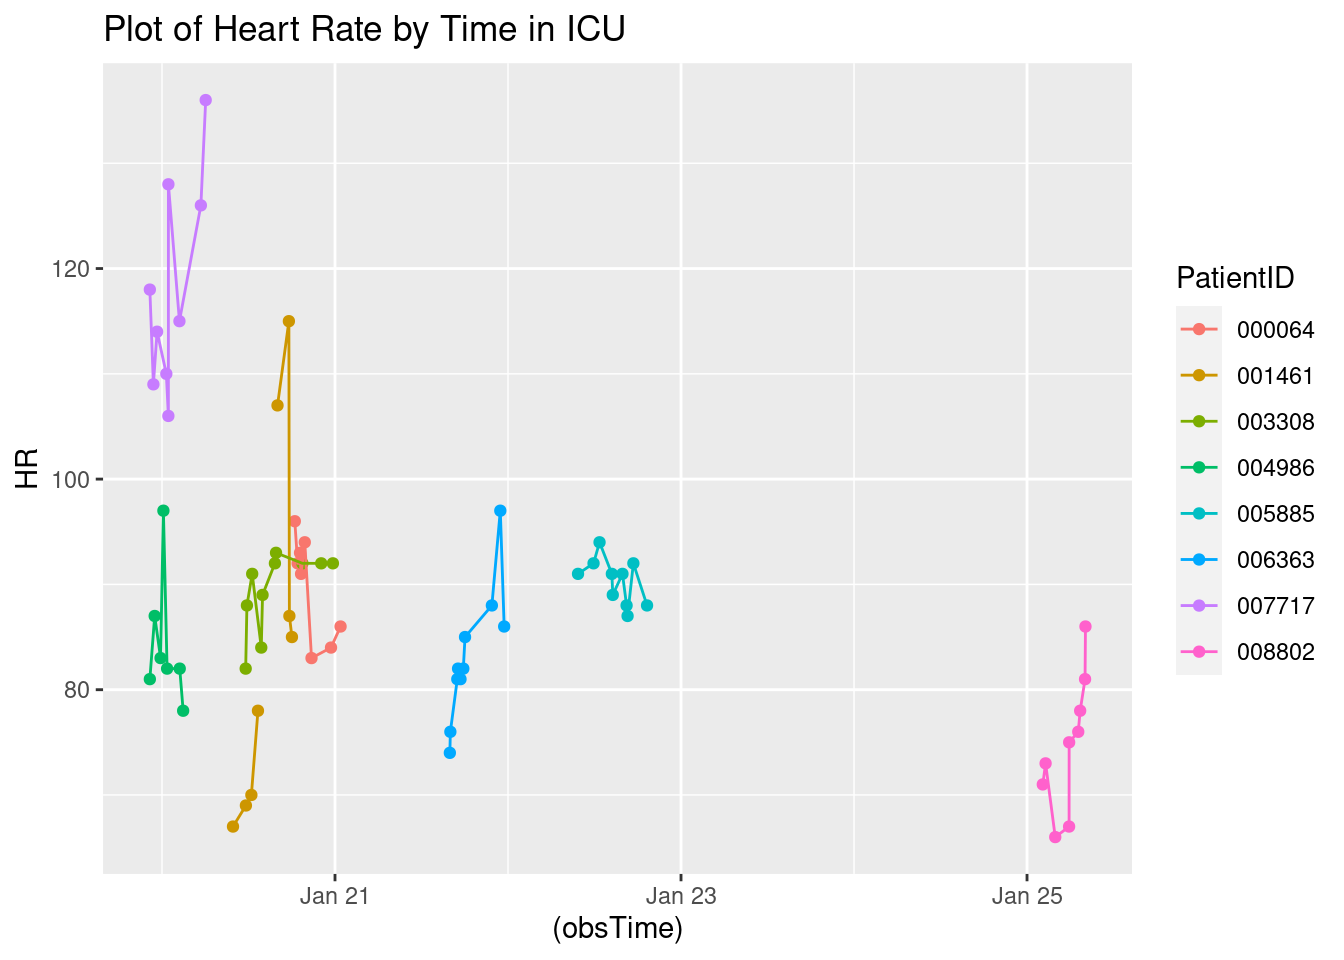 Plot of Heart Rate by Time in ICU
HR
120
100
80
Jan 21
Jan 23
Jan 25
(obsTime)
PatientID
000064
001461
003308
004986
005885
006363
007717
008802